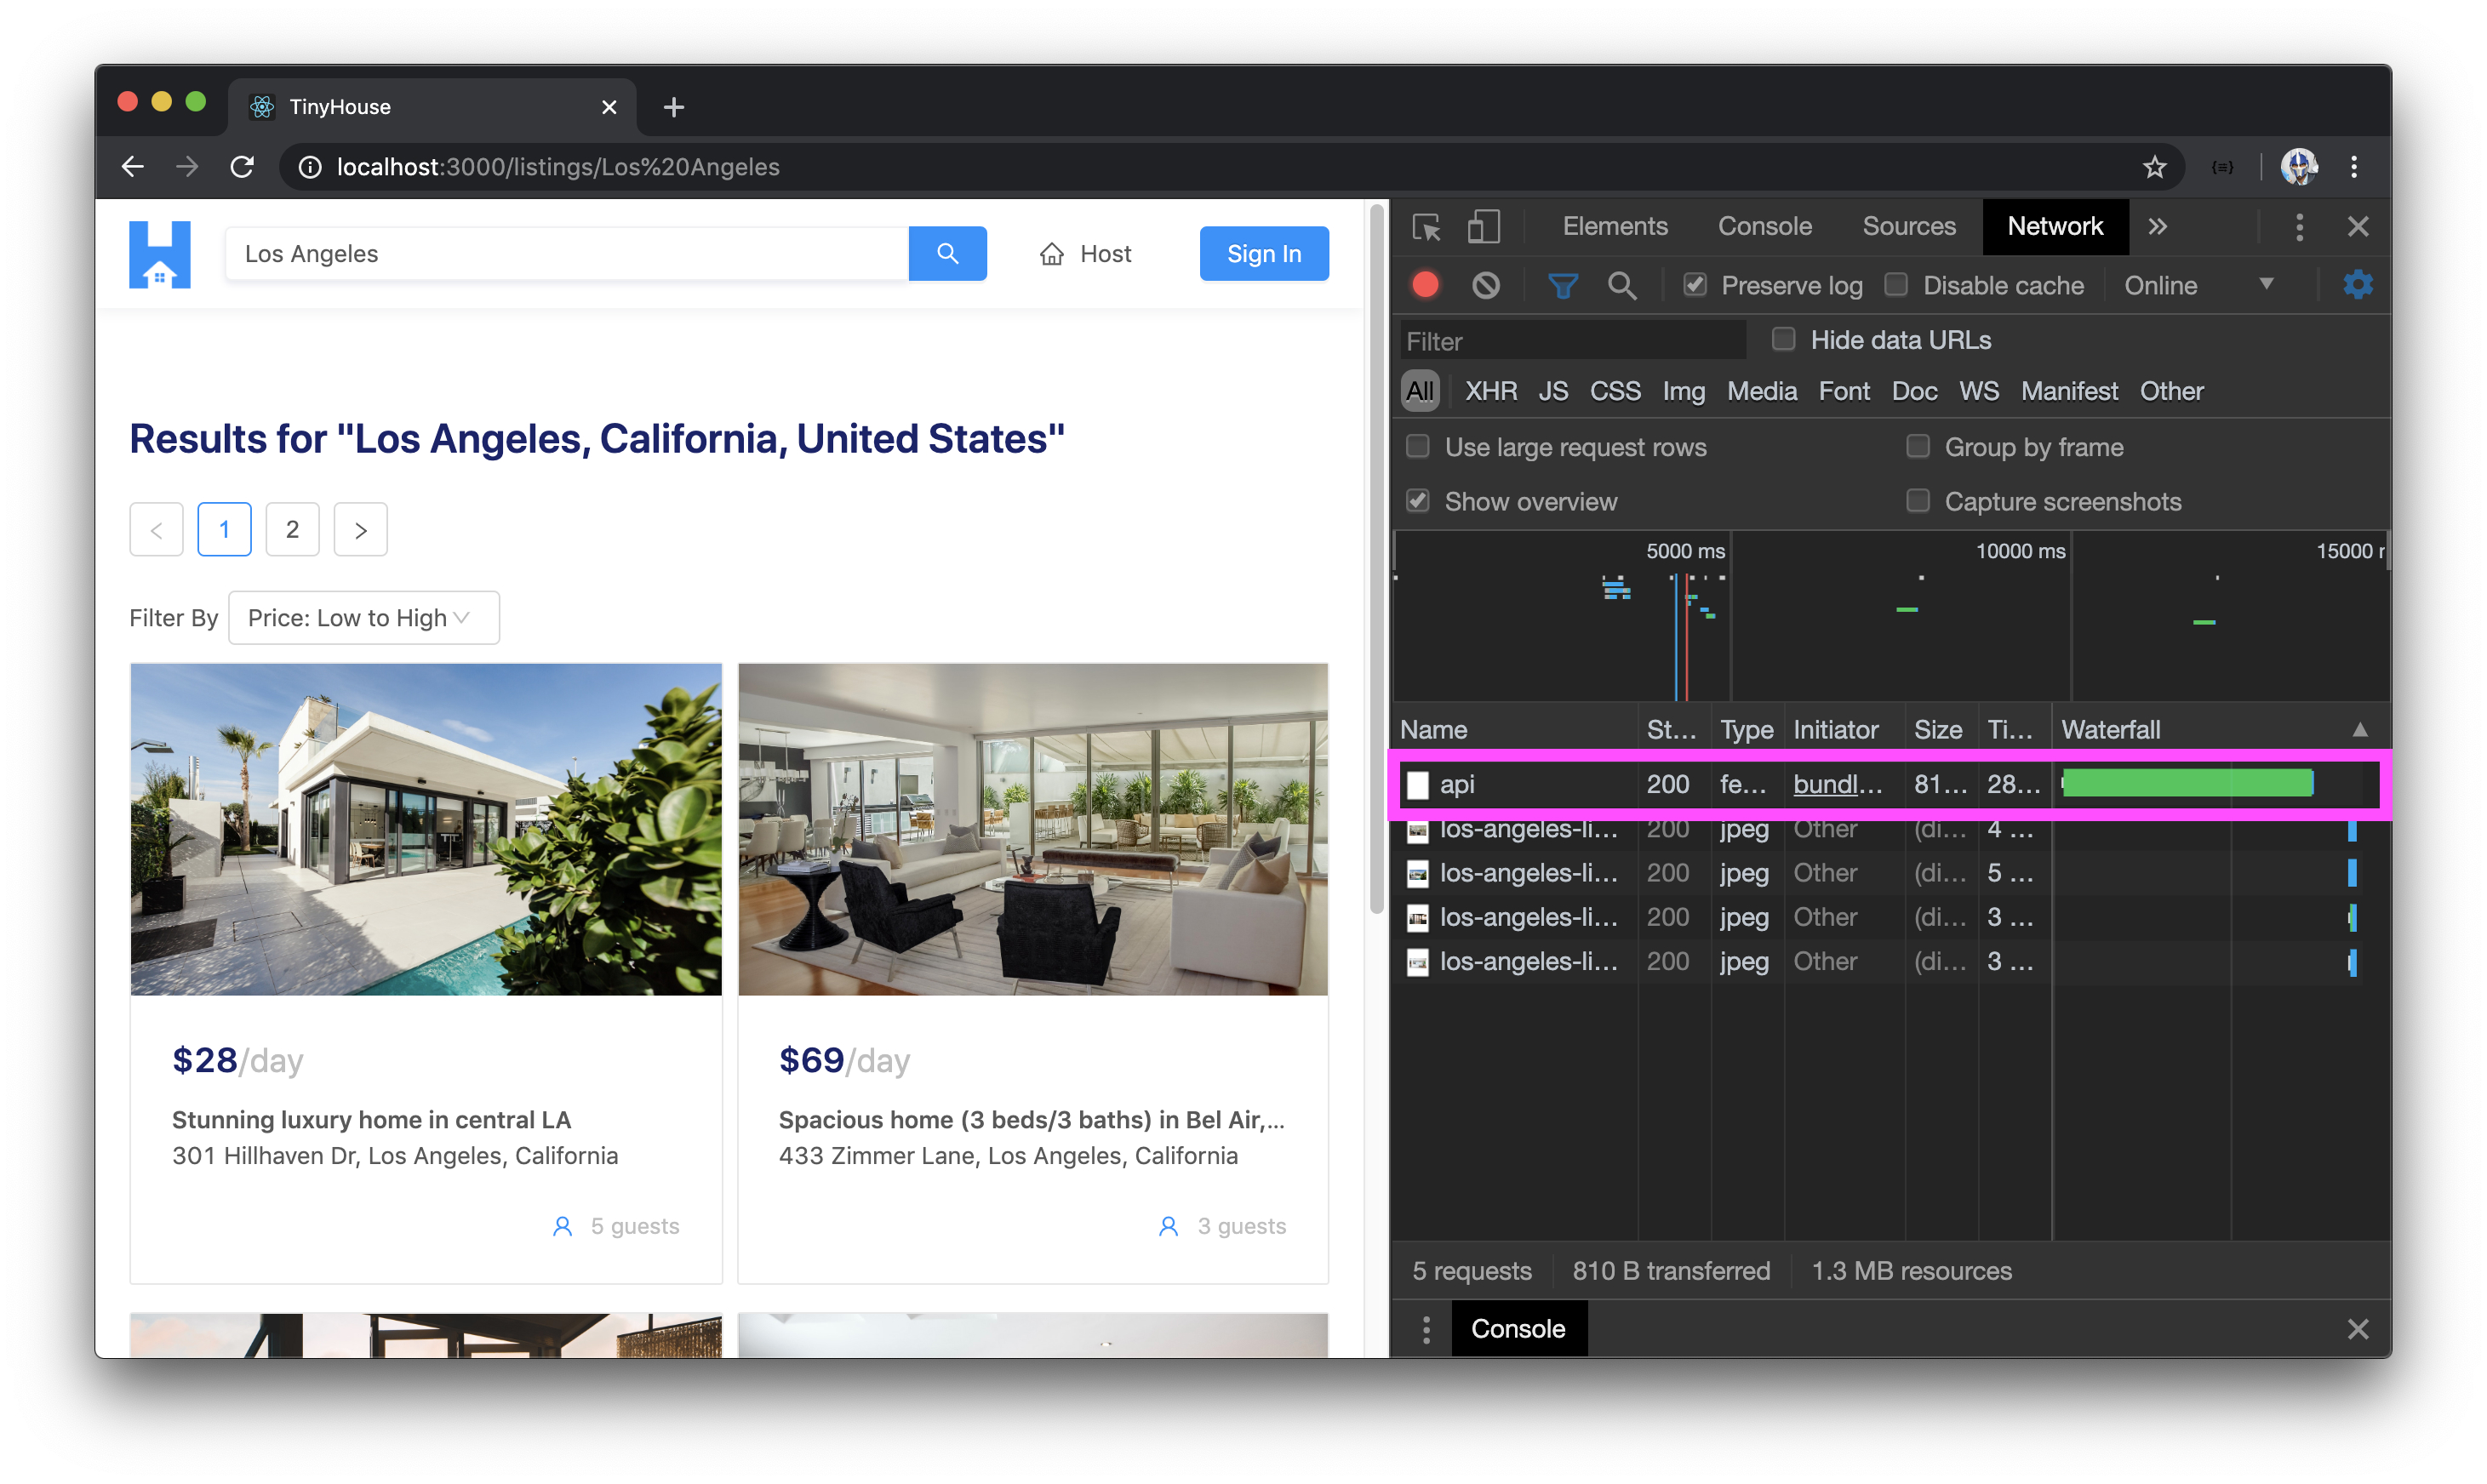 TinyHouse
localhost:3000/listings/Los%20Angeles
Los Angeles
Host
Sign In
Results for "Los Angeles, California, United States"
1
2
Filter By
Price: Low to High
$28/day
Stunning luxury home in central LA
301 Hillhaven Dr, Los Angeles, California
5 guests
$69/day
Spacious home (3 beds/3 baths) in Bel Air,...
433 Zimmer Lane, Los Angeles, California
3 guests
Elements Console Sources Network
Preserve log Disable cache Online
Filter Hide data URLs
All XHR JS CSS Img Media Font Doc WS Manifest Other
Use large request rows Group by frame
Show overview Capture screenshots
5000 ms 10000 ms 15000
Name St... Type Initiator Size Ti... Waterfall
api 200 fe... bundl... 81... 28...
los-angeles-li... 200 jpeg Other (di... 4 ...
los-angeles-li... 200 jpeg Other (di... 5 ...
los-angeles-li... 200 jpeg Other (di... 3 ...
los-angeles-li... 200 jpeg Other (di... 3 ...
5 requests 810 B transferred 1.3 MB resources
Console